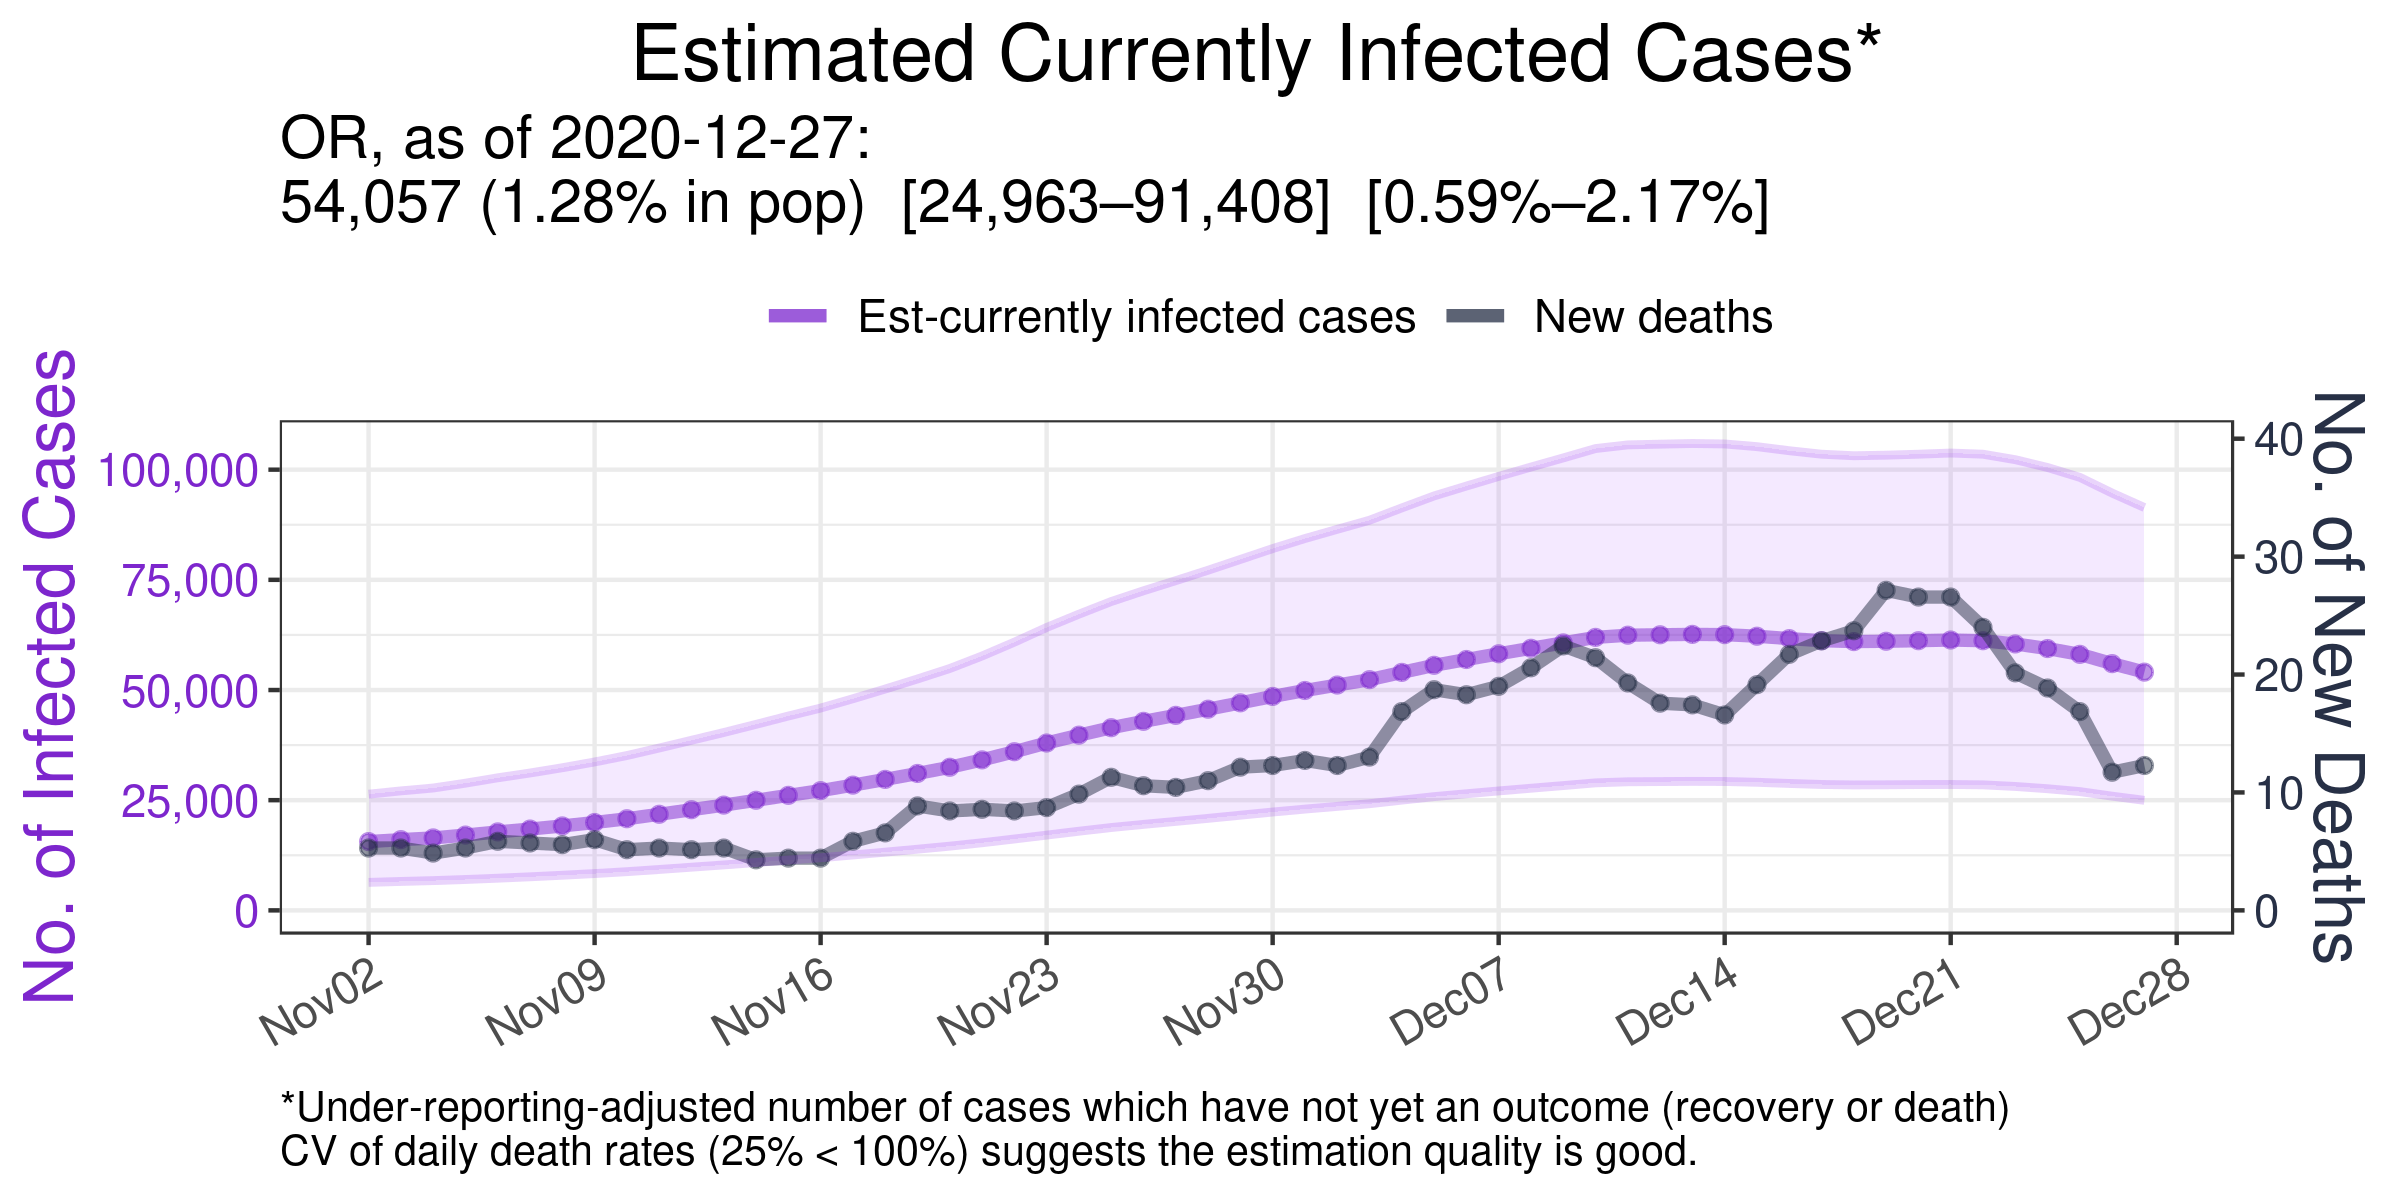 Estimated Currently Infected Cases*
OR, as of 2020-12-27:
54,057 (1.28% in pop)  [24,963–91,408]  [0.59%–2.17%]
Est-currently infected cases
New deaths
No. of Infected Cases
100,000
75,000
50,000
25,000
0
40
30
20
10
0
No. of New Deaths
Nov02
Nov09
Nov16
Nov23
Nov30
Dec07
Dec14
Dec21
Dec28
*Under-reporting-adjusted number of cases which have not yet an outcome (recovery or death)
CV of daily death rates (25% < 100%) suggests the estimation quality is good.